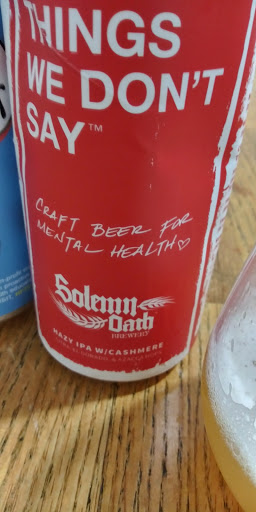 THINGS
WE DON'T
SAY™
CRAFT BEER FOR
MENTAL HEALTH♡
Solemn
Oath
BREWERY
HAZY IPA W/CASHMERE